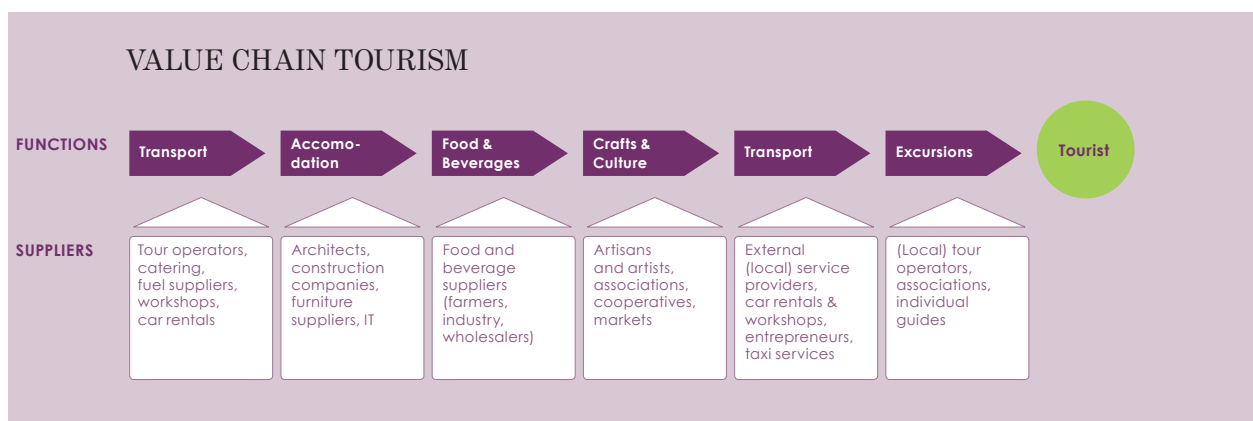 VALUE CHAIN TOURISM
FUNCTIONS
Transport
Accomo-
dation
Food &
Beverages
Crafts &
Culture
Transport
Excursions
Tourist
SUPPLIERS
Tour operators,
catering,
fuel suppliers,
workshops,
car rentals
Architects,
construction
companies,
furniture
suppliers, IT
Food and
beverage
suppliers
(farmers,
industry,
wholesalers)
Artisans
and artists,
associations,
cooperatives,
markets
External
(local) service
providers,
car rentals &
workshops,
entrepreneurs,
taxi services
(Local) tour
operators,
associations,
individual
guides